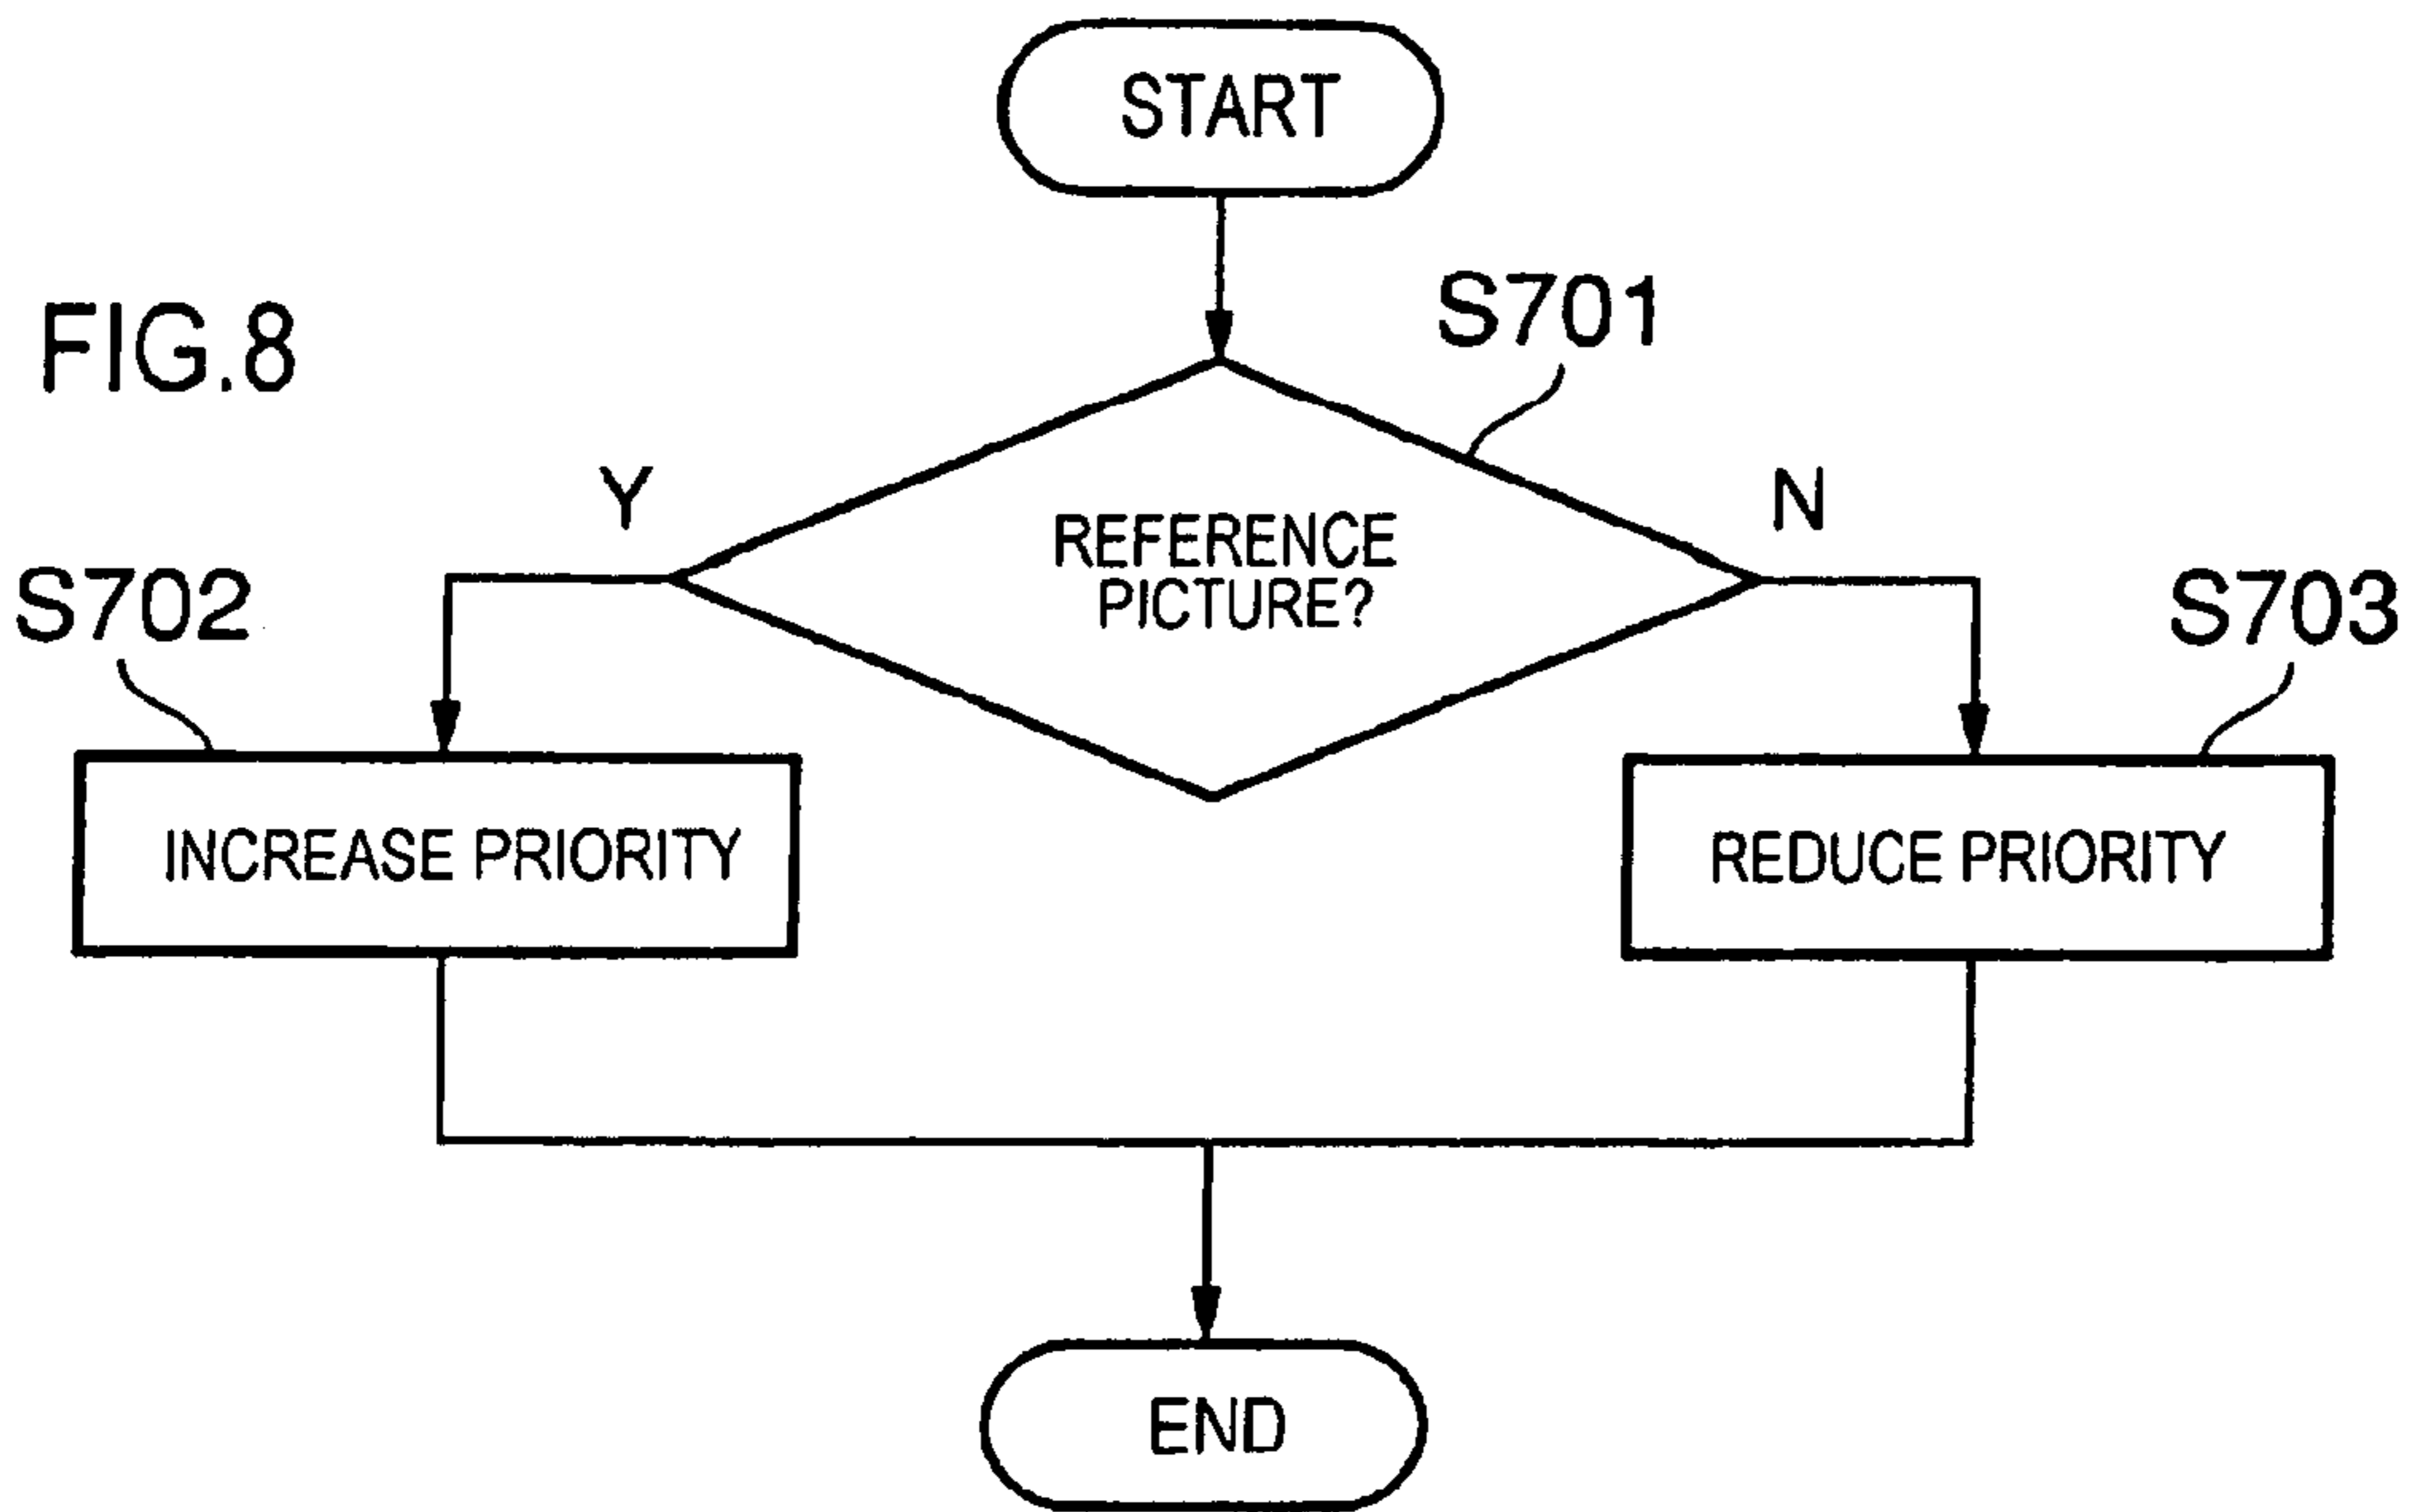 START
S701
FIG.8
Y
N
REFERENCE
PICTURE?
S702
S703
INCREASE PRIORITY
REDUCE PRIORITY
END